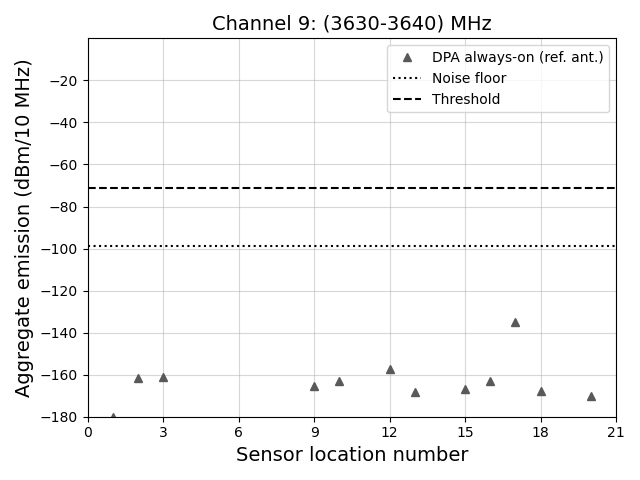 Channel 9: (3630-3640) MHz
DPA always-on (ref. ant.)
Noise floor
Threshold
Aggregate emission (dBm/10 MHz)
−20
−40
−60
−80
−100
−120
−140
−160
−180
0 3 6 9 12 15 18 21
Sensor location number